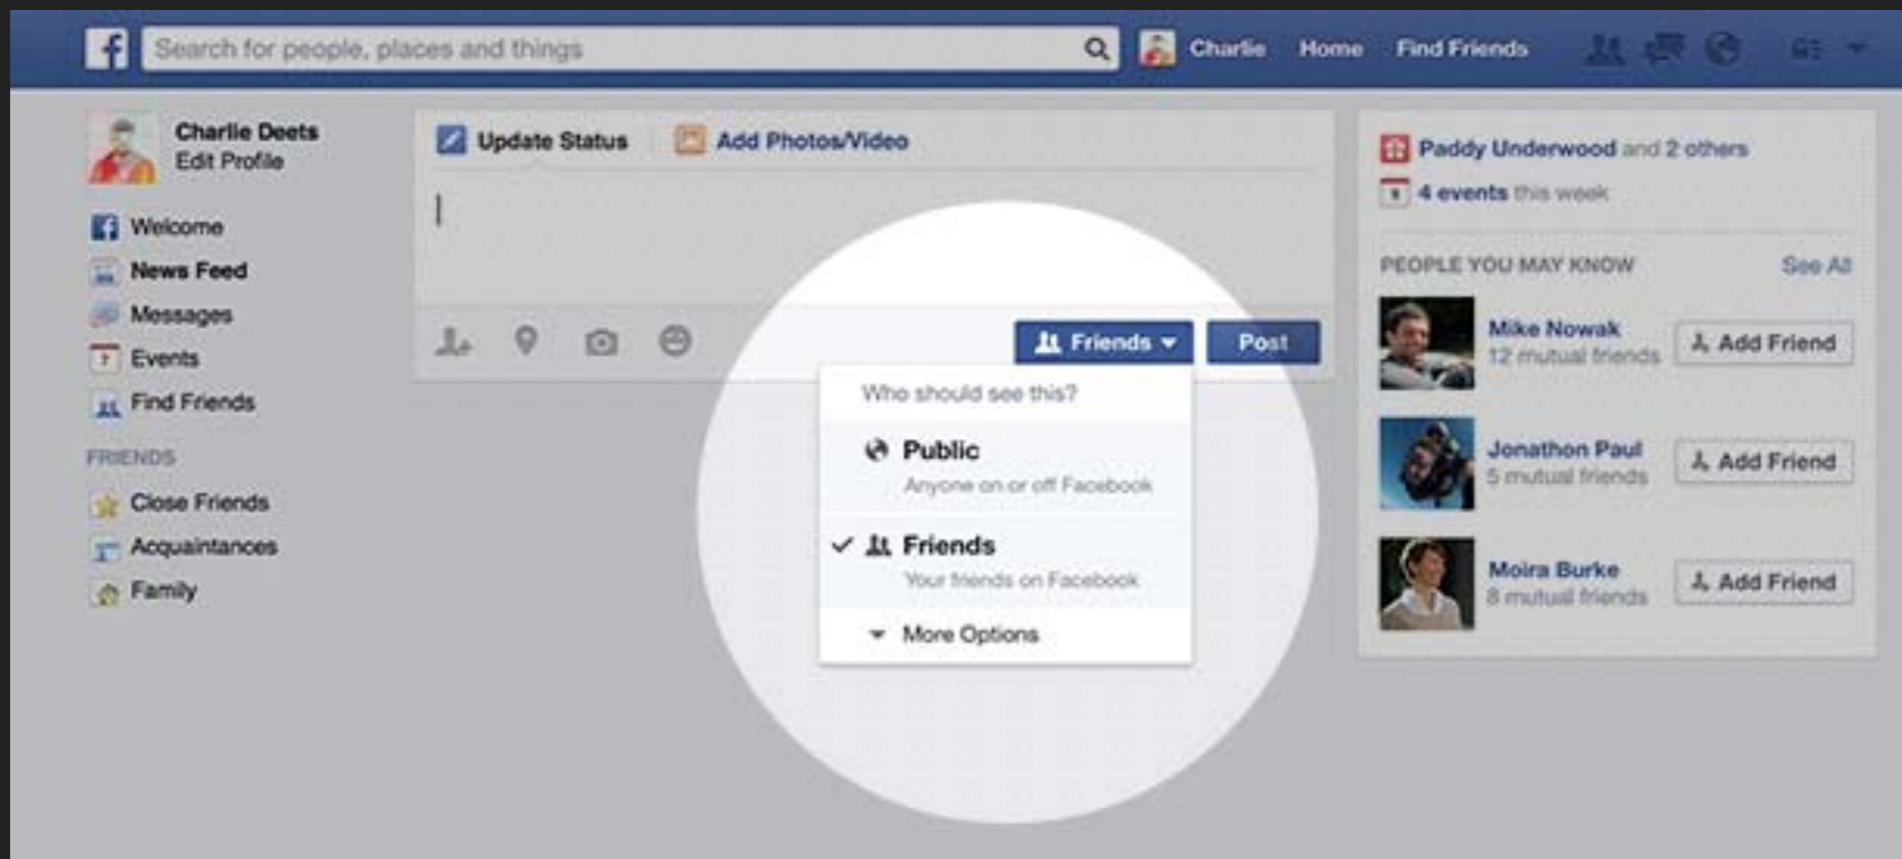 f
Search for people, places and things
Charlie
Home
Find Friends
Charlie Deets
Edit Profile
Welcome
News Feed
Messages
Events
Find Friends
FRIENDS
Close Friends
Acquaintances
Family
Update Status
Add Photos/Video
Friends
Post
Who should see this?
Public
Anyone on or off Facebook
Friends
Your friends on Facebook
More Options
Paddy Underwood and 2 others
4 events this week
PEOPLE YOU MAY KNOW
See All
Mike Nowak
12 mutual friends
Add Friend
Jonathon Paul
5 mutual friends
Add Friend
Moira Burke
8 mutual friends
Add Friend